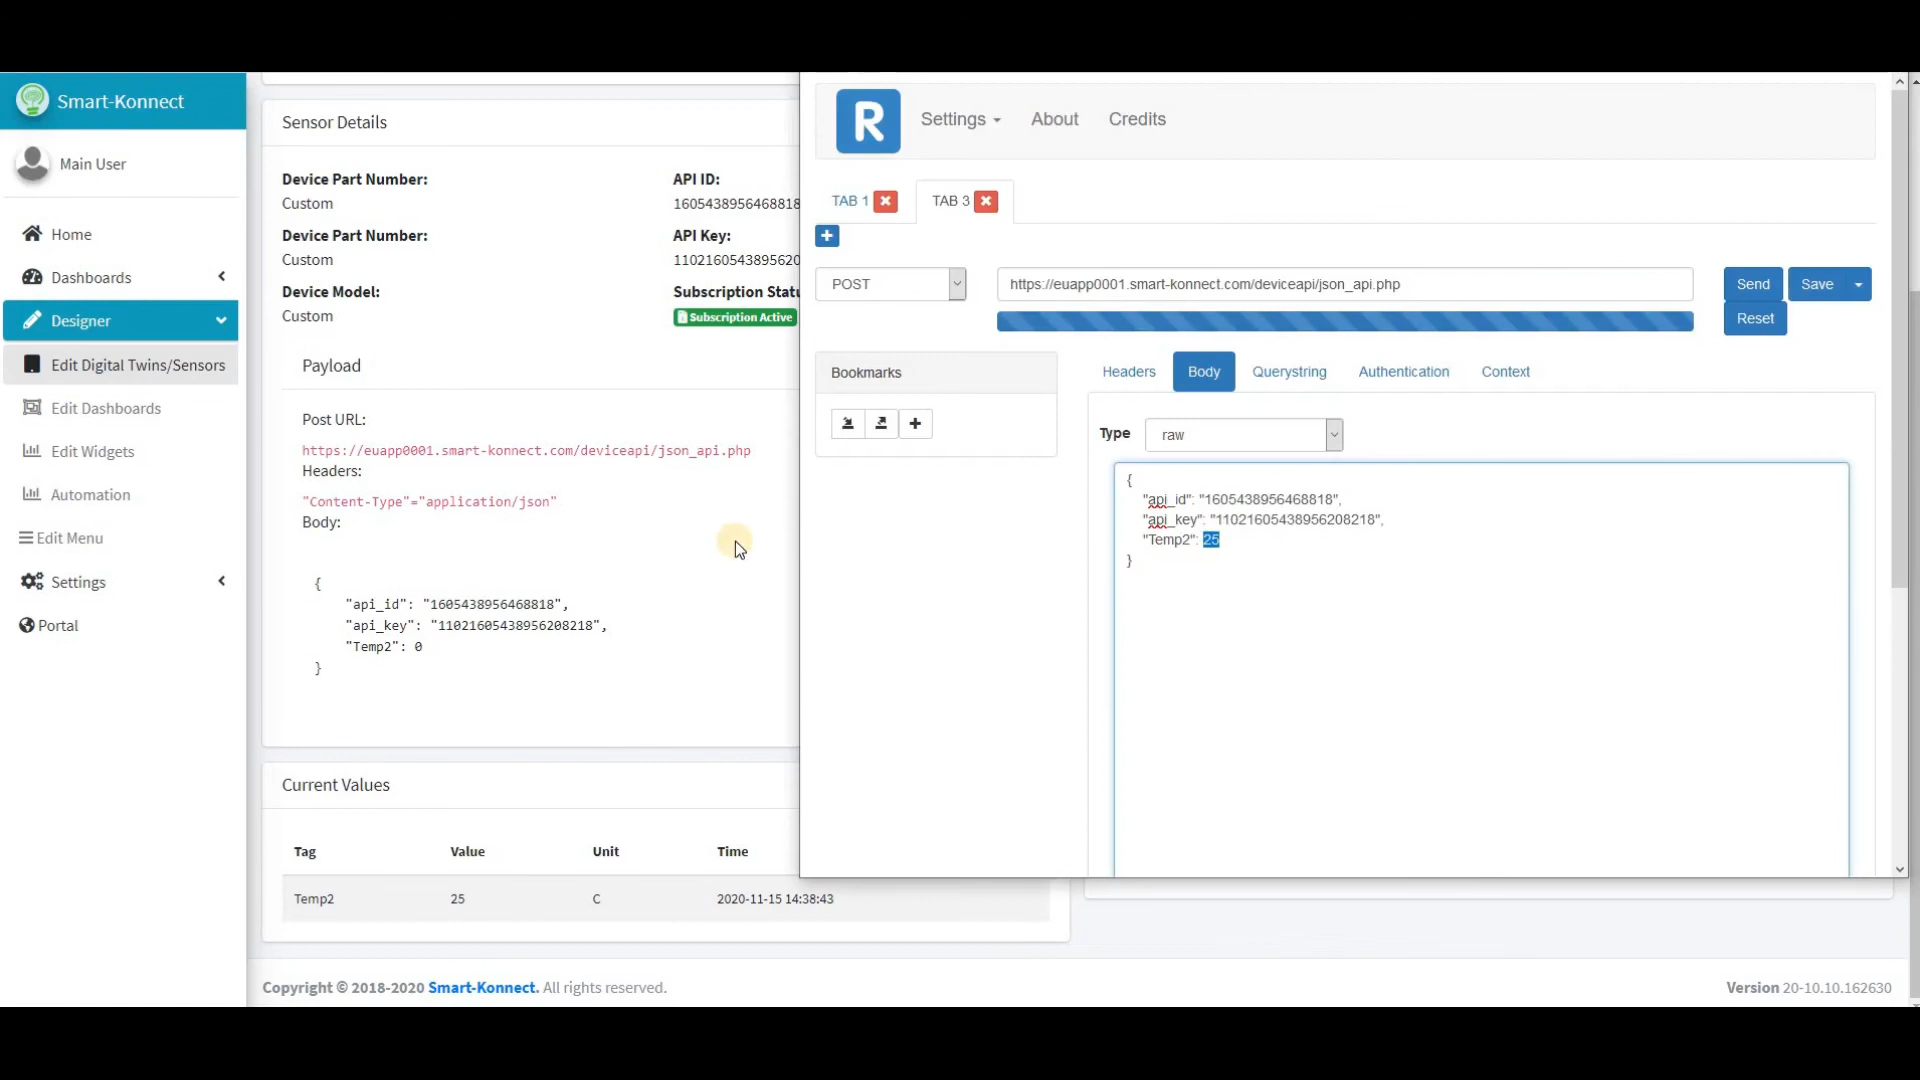 Smart-Konnect
Main User
Home
Dashboards
Designer
Edit Digital Twins/Sensors
Edit Dashboards
Edit Widgets
Automation
Edit Menu
Settings
Portal
Sensor Details
Device Part Number:
Custom
Device Part Number:
Custom
Device Model:
Custom
API ID:
1605438956468818
API Key:
1102160543895620
Subscription Statu
Subscription Active
Payload
Post URL:
https://euapp0001.smart-konnect.com/deviceapi/json_api.php
Headers:
"Content-Type"="application/json"
Body:
{
"api_id": "1605438956468818",
"api_key": "11021605438956208218",
"Temp2": 0
}
Current Values
Tag Value Unit Time
Temp2 25 C 2020-11-15 14:38:43
Copyright © 2018-2020 Smart-Konnect. All rights reserved.
Version 20-10.10.162630
R Settings About Credits
TAB 1 TAB 3
POST https://euapp0001.smart-konnect.com/deviceapi/json_api.php Send Save
Reset
Bookmarks
Headers Body Querystring Authentication Context
Type raw
{
"api_id": "1605438956468818",
"api_key": "11021605438956208218",
"Temp2": 25
}